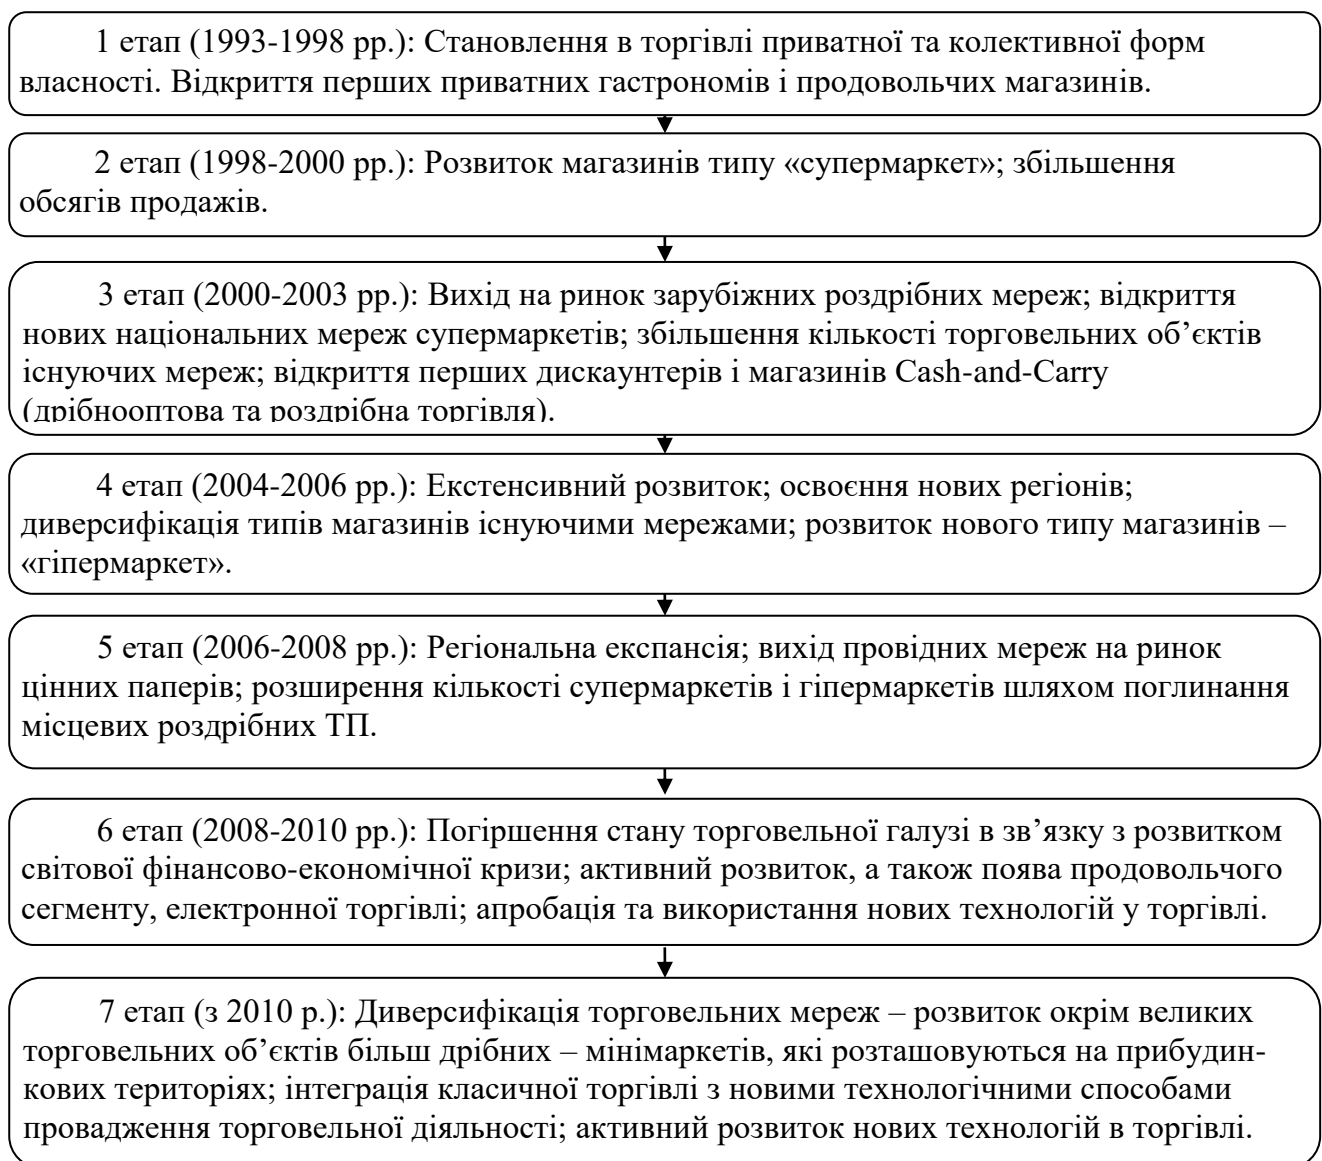 1 етап (1993-1998 рр.): Становлення в торгівлі приватної та колективної форм
власності. Відкриття перших приватних гастрономів і продовольчих магазинів.
2 етап (1998-2000 рр.): Розвиток магазинів типу «супермаркет»; збільшення
обсягів продажів.
3 етап (2000-2003 рр.): Вихід на ринок зарубіжних роздрібних мереж; відкриття
нових національних мереж супермаркетів; збільшення кількості торговельних об’єктів
існуючих мереж; відкриття перших дискаунтерів і магазинів Cash-and-Carry
(дрібнооптова та роздрібна торгівля).
4 етап (2004-2006 рр.): Екстенсивний розвиток; освоєння нових регіонів;
диверсифікація типів магазинів існуючими мережами; розвиток нового типу магазинів –
«гіпермаркет».
5 етап (2006-2008 рр.): Регіональна експансія; вихід провідних мереж на ринок
цінних паперів; розширення кількості супермаркетів і гіпермаркетів шляхом поглинання
місцевих роздрібних ТП.
6 етап (2008-2010 рр.): Погіршення стану торговельної галузі в зв’язку з розвитком
світової фінансово-економічної кризи; активний розвиток, а також поява продовольчого
сегменту, електронної торгівлі; апробація та використання нових технологій у торгівлі.
7 етап (з 2010 р.): Диверсифікація торговельних мереж – розвиток окрім великих
торговельних об’єктів більш дрібних – мінімаркетів, які розташовуються на прибудин-
кових територіях; інтеграція класичної торгівлі з новими технологічними способами
провадження торговельної діяльності; активний розвиток нових технологій в торгівлі.